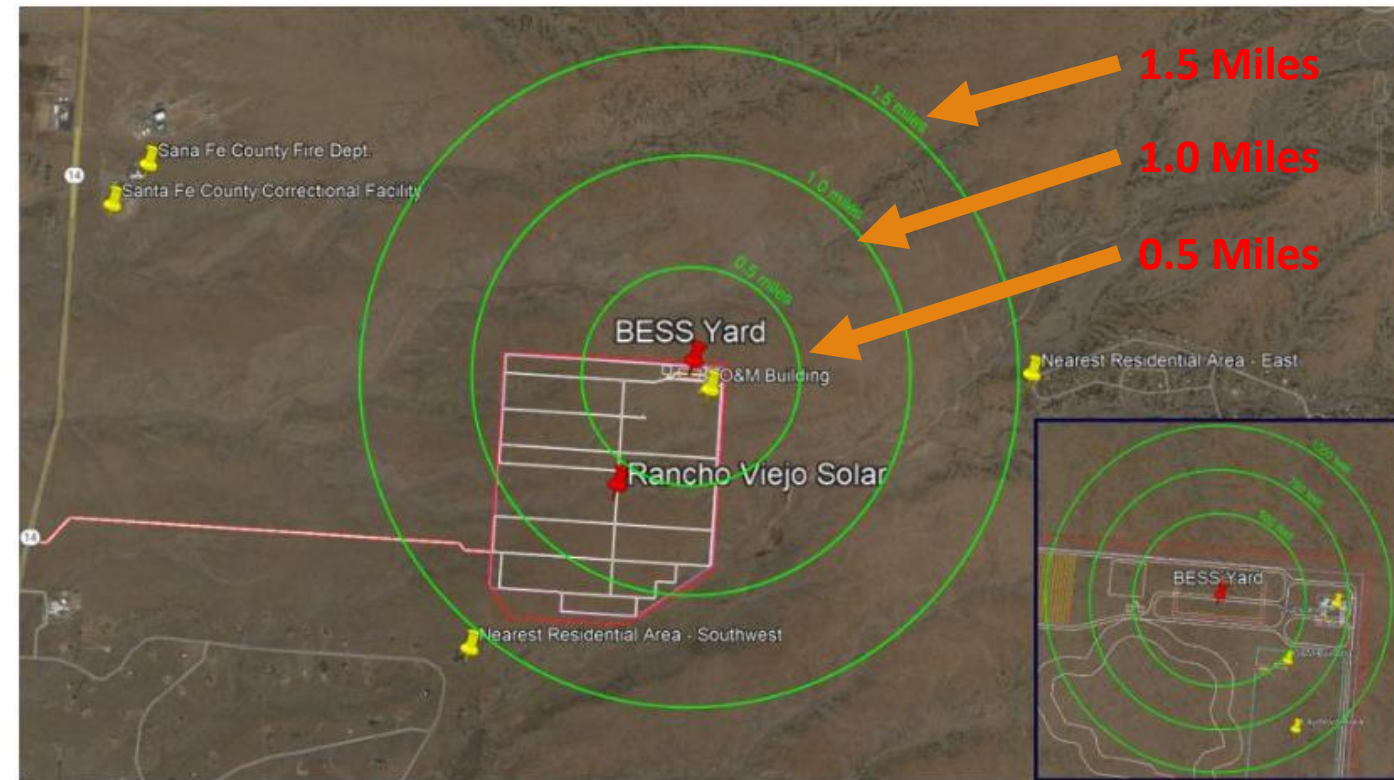 1.5 Miles
1.5 miles
Sana Fe County Fire Dept.
1.0 Miles
14
Santa Fe County Correctional Facility
1.0 miles
0.5 Miles
0.5 miles
BESS Yard
Nearest Residential Area - East
O&M Building
Rancho Viejo Solar
14
BESS Yard
Nearest Residential Area - Southwest